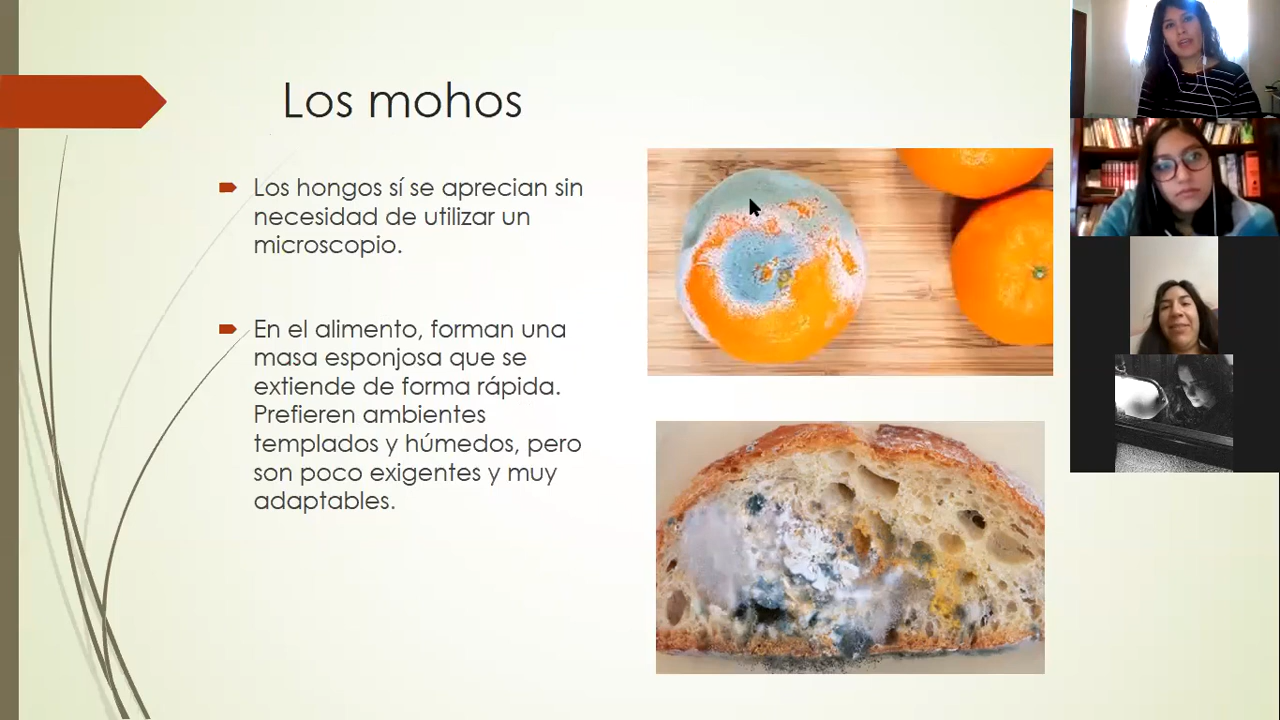 Los mohos
Los hongos sí se aprecian sin
necesidad de utilizar un
microscopio.
En el alimento, forman una
masa esponjosa que se
extiende de forma rápida.
Prefieren ambientes
templados y húmedos, pero
son poco exigentes y muy
adaptables.